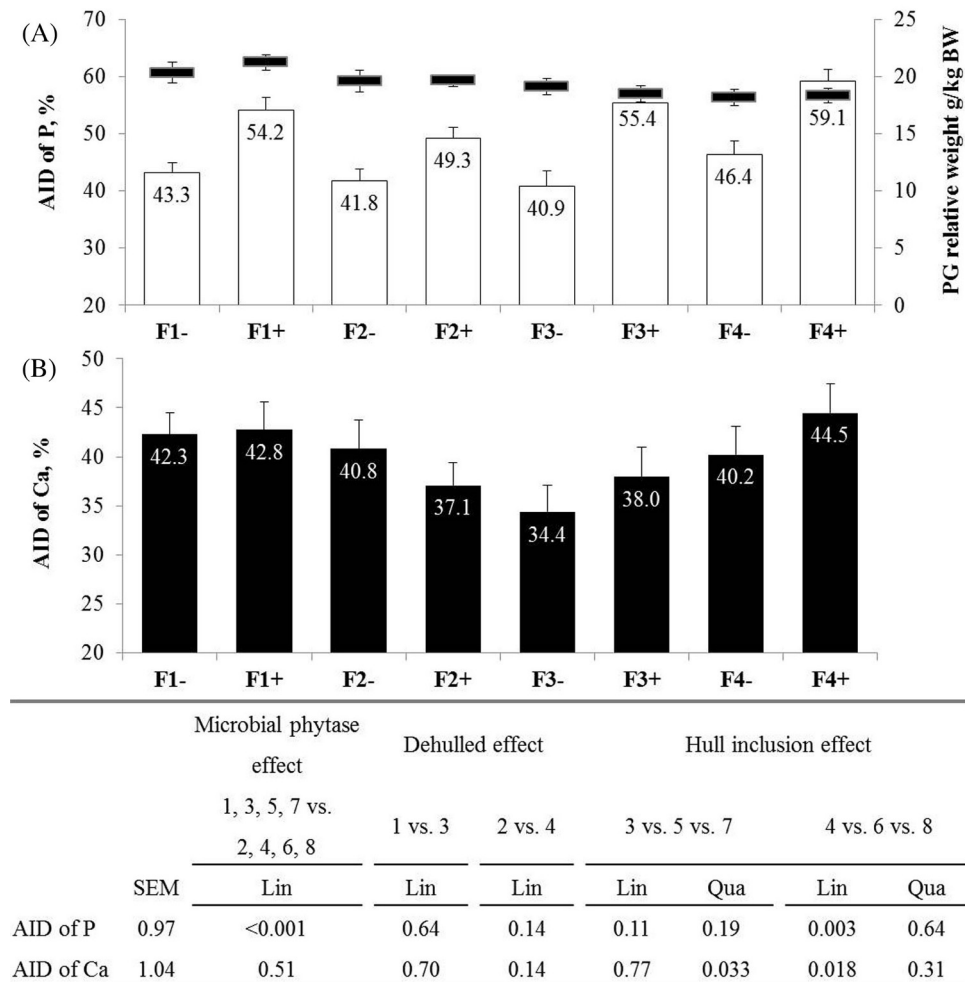 (A)
AID of P, %
70
60
50
40
30
20
43.3
54.2
41.8
49.3
40.9
55.4
46.4
59.1
25
20
15
10
5
0
PG relative weight g/kg BW
F1- F1+ F2- F2+ F3- F3+ F4- F4+
(B)
AID of Ca, %
50
45
40
35
30
25
20
42.3
42.8
40.8
37.1
34.4
38.0
40.2
44.5
F1- F1+ F2- F2+ F3- F3+ F4- F4+
Microbial phytase effect Dehulled effect Hull inclusion effect
1, 3, 5, 7 vs. 2, 4, 6, 8 1 vs. 3 2 vs. 4 3 vs. 5 vs. 7 4 vs. 6 vs. 8
SEM Lin Lin Lin Lin Qua Lin Qua
AID of P 0.97 <0.001 0.64 0.14 0.11 0.19 0.003 0.64
AID of Ca 1.04 0.51 0.70 0.14 0.77 0.033 0.018 0.31